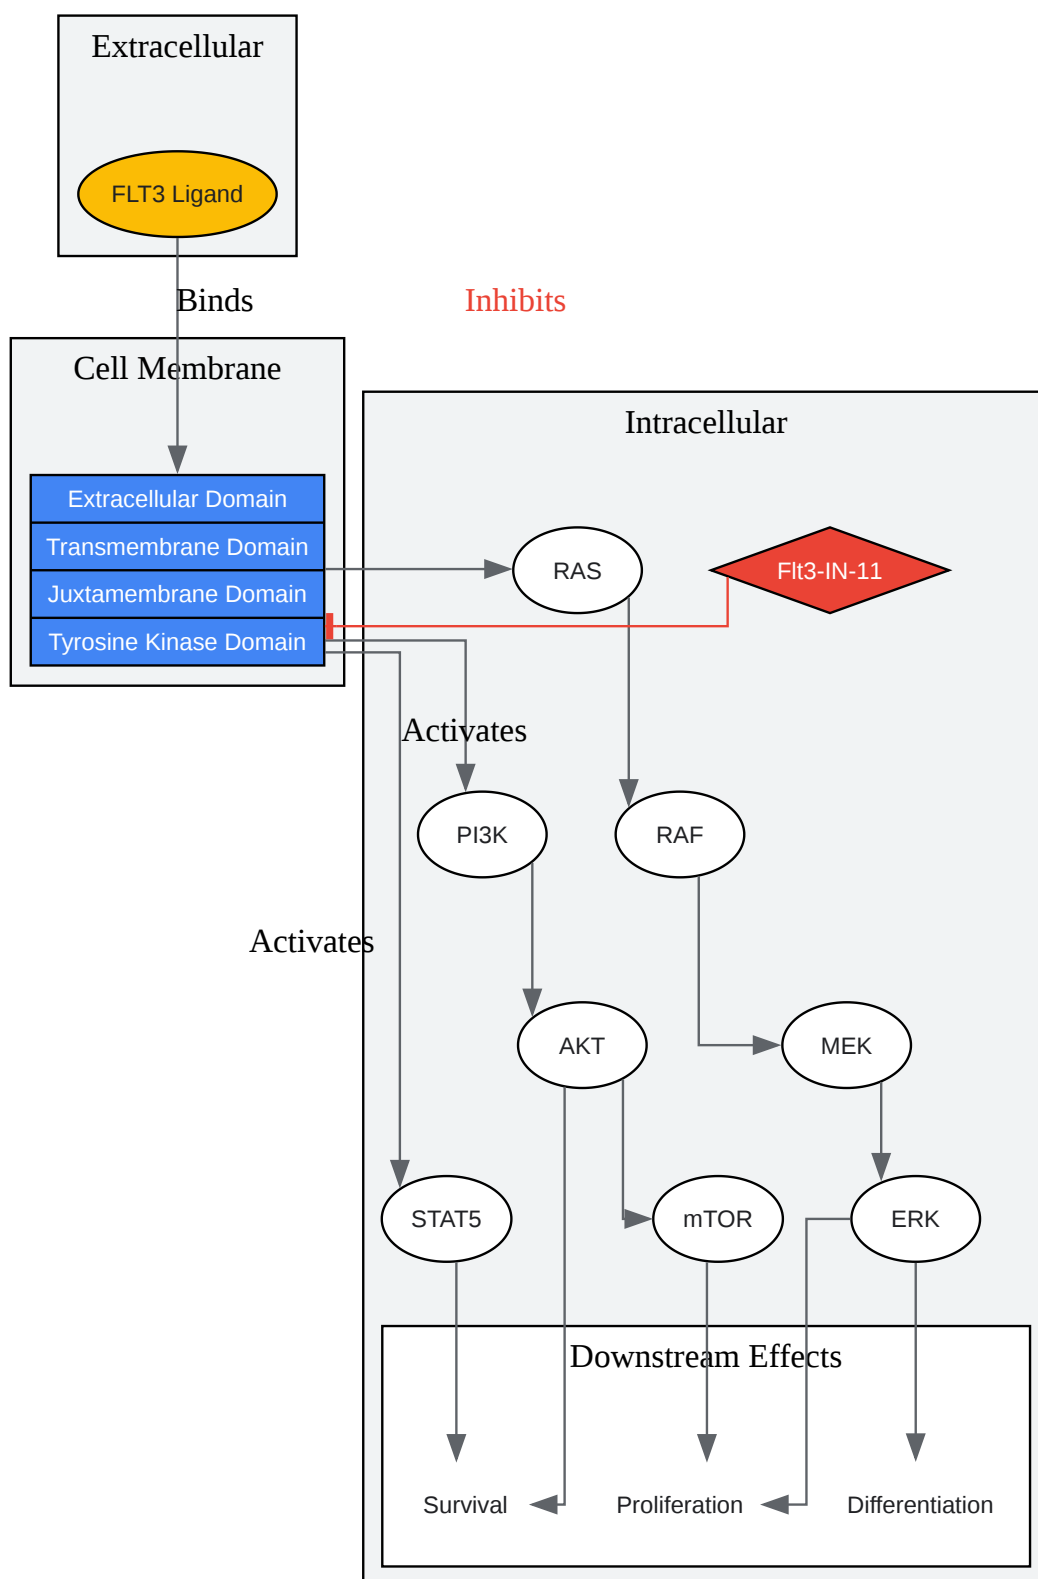 Extracellular
FLT3 Ligand
Binds
Inhibits
Cell Membrane
Intracellular
Extracellular Domain
Transmembrane Domain
Juxtamembrane Domain
Tyrosine Kinase Domain
RAS
Flt3-IN-11
Activates
PI3K
RAF
Activates
AKT
MEK
STAT5
mTOR
ERK
Downstream Effects
Survival
Proliferation
Differentiation